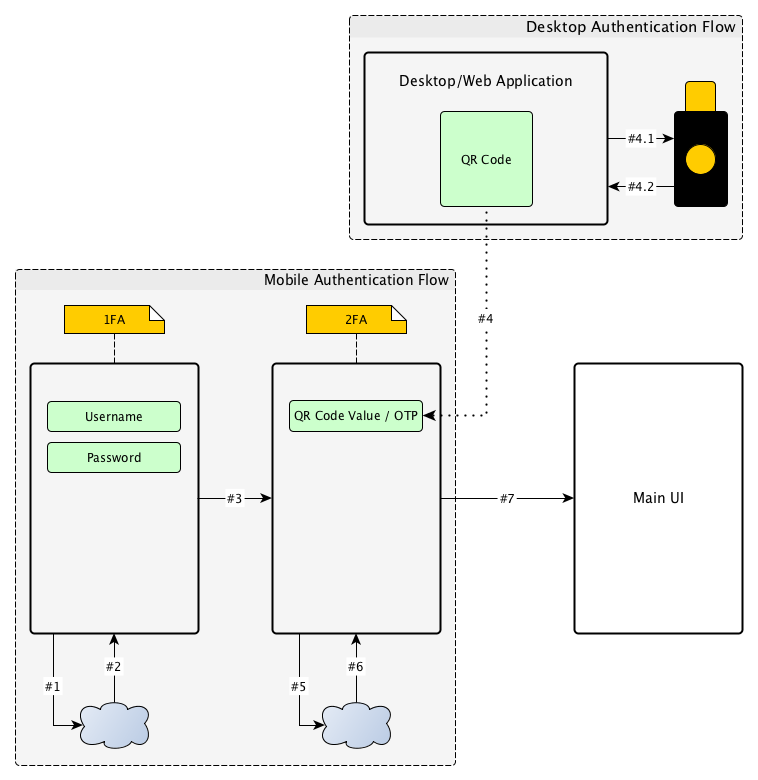 Desktop Authentication Flow
Desktop/Web Application
QR Code
#4.1
#4.2
Mobile Authentication Flow
1FA
2FA
#4
Username
Password
QR Code Value / OTP
#3
#7
Main UI
#1
#2
#5
#6